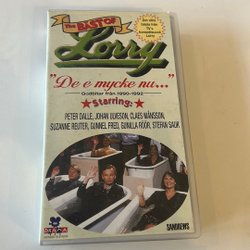 The BÄST OF
Lorry
"De e mycke nu..."
Godbitar från 1990-1992
★Starring:★
PETER DALLE, JOHAN ULVESON, CLAES MÅNSSON,
SUZANNE REUTER, GUNNEL FRED, GUNILLA RÖÖR, STEFAN SAUK
SANDREWS